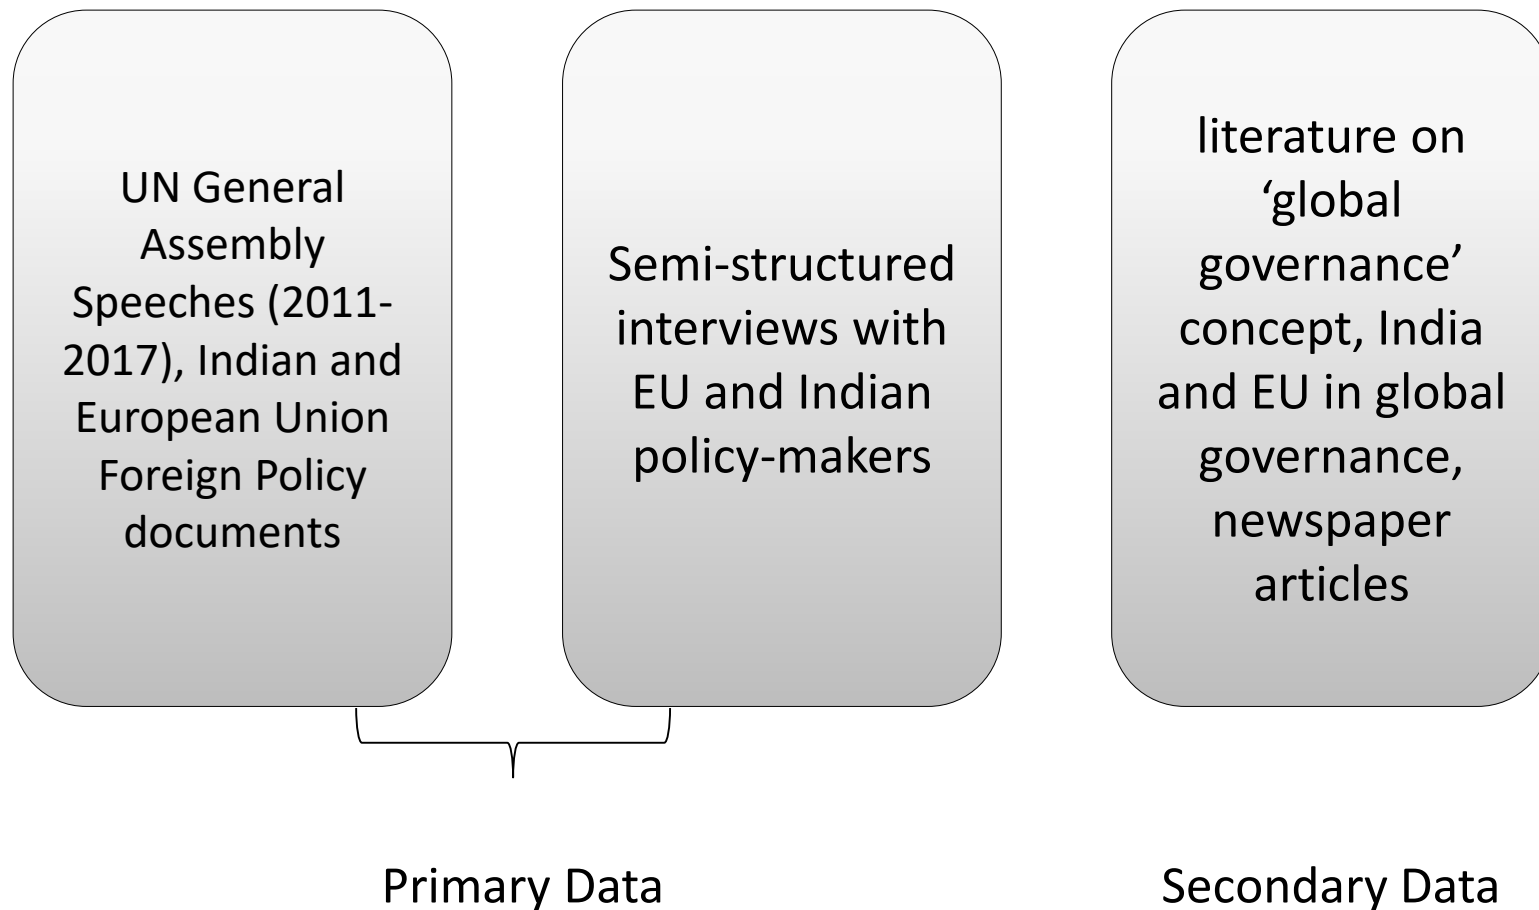 UN General
Assembly
Speeches (2011-
2017), Indian and
European Union
Foreign Policy
documents
Semi-structured
interviews with
EU and Indian
policy-makers
literature on
‘global
governance’
concept, India
and EU in global
governance,
newspaper
articles
Primary Data
Secondary Data